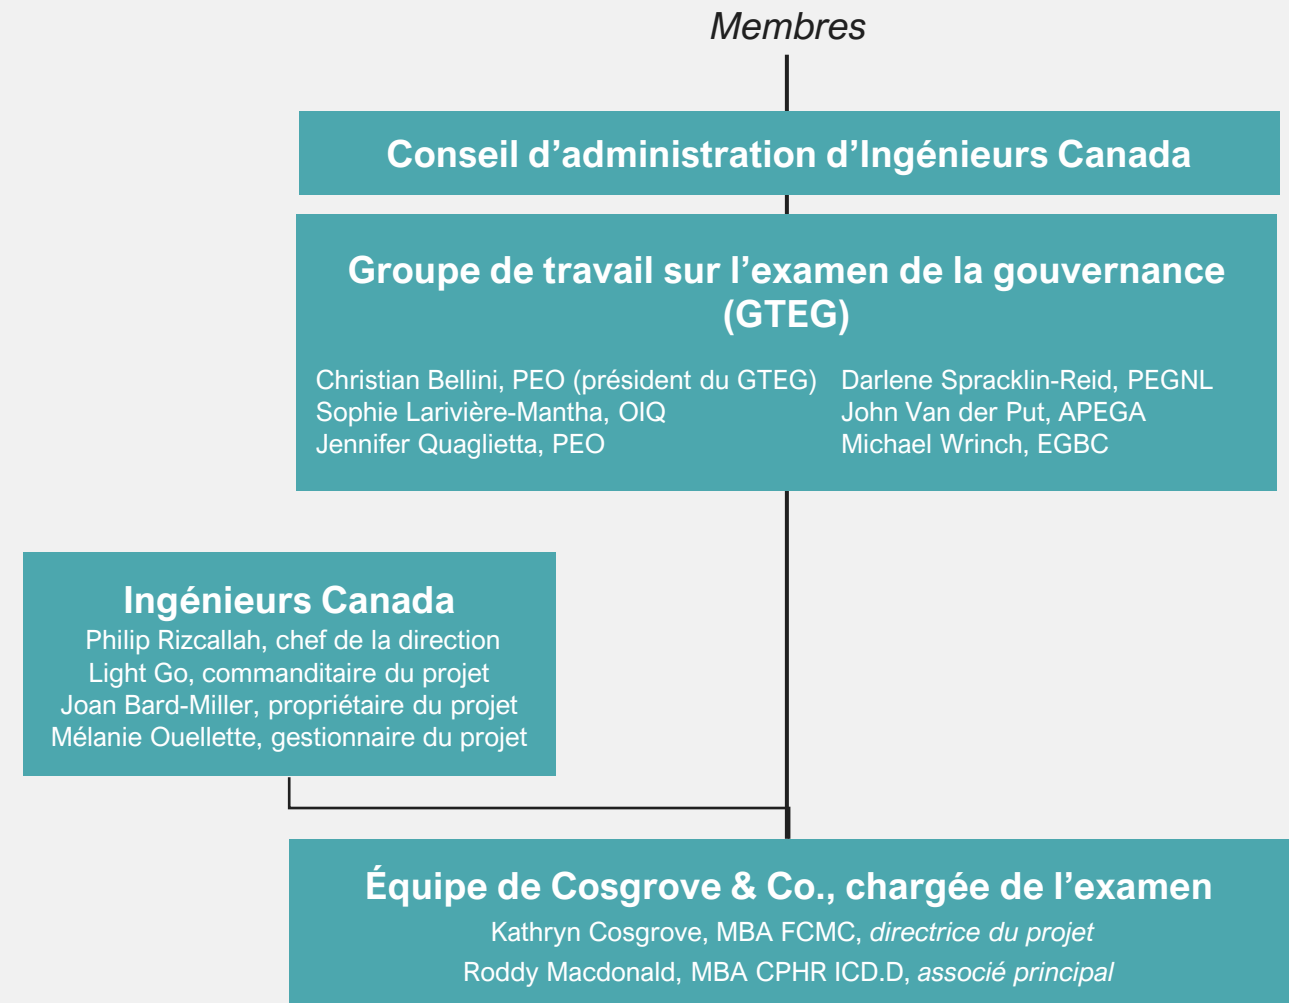 Membres
Conseil d’administration d’Ingénieurs Canada
Groupe de travail sur l’examen de la gouvernance
(GTEG)
Christian Bellini, PEO (président du GTEG)
Sophie Larivière-Mantha, OIQ
Jennifer Quaglietta, PEO
Darlene Spracklin-Reid, PEGNL
John Van der Put, APEGA
Michael Wrinch, EGBC
Ingénieurs Canada
Philip Rizcallah, chef de la direction
Light Go, commanditaire du projet
Joan Bard-Miller, propriétaire du projet
Mélanie Ouellette, gestionnaire du projet
Équipe de Cosgrove & Co., chargée de l’examen
Kathryn Cosgrove, MBA FCMC, directrice du projet
Roddy Macdonald, MBA CPHR ICD.D, associé principal